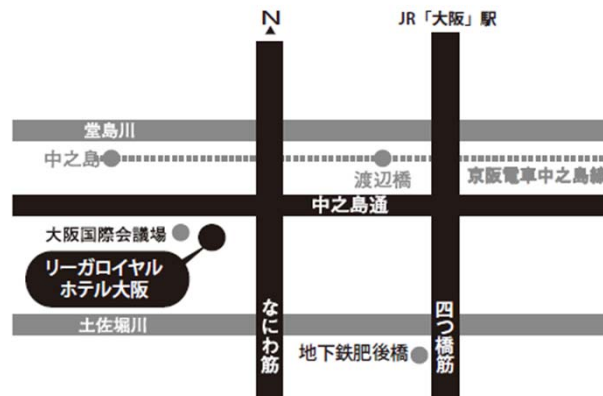 N
JR「大阪」駅
堂島川
中之島
渡辺橋
京阪電車中之島線
中之島通
大阪国際会議場
リーガロイヤル
ホテル大阪
なにわ筋
四つ橋筋
土佐堀川
地下鉄肥後橋